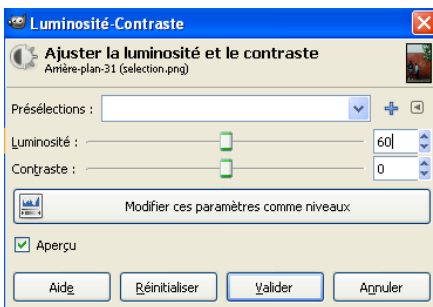 Luminosité-Contraste
Ajuster la luminosité et le contraste
Arrière-plan-31 (selection.png)
Présélections :
Luminosité : 60
Contraste : 0
Modifier ces paramètres comme niveaux
Aperçu
Aide Réinitialiser Valider Annuler